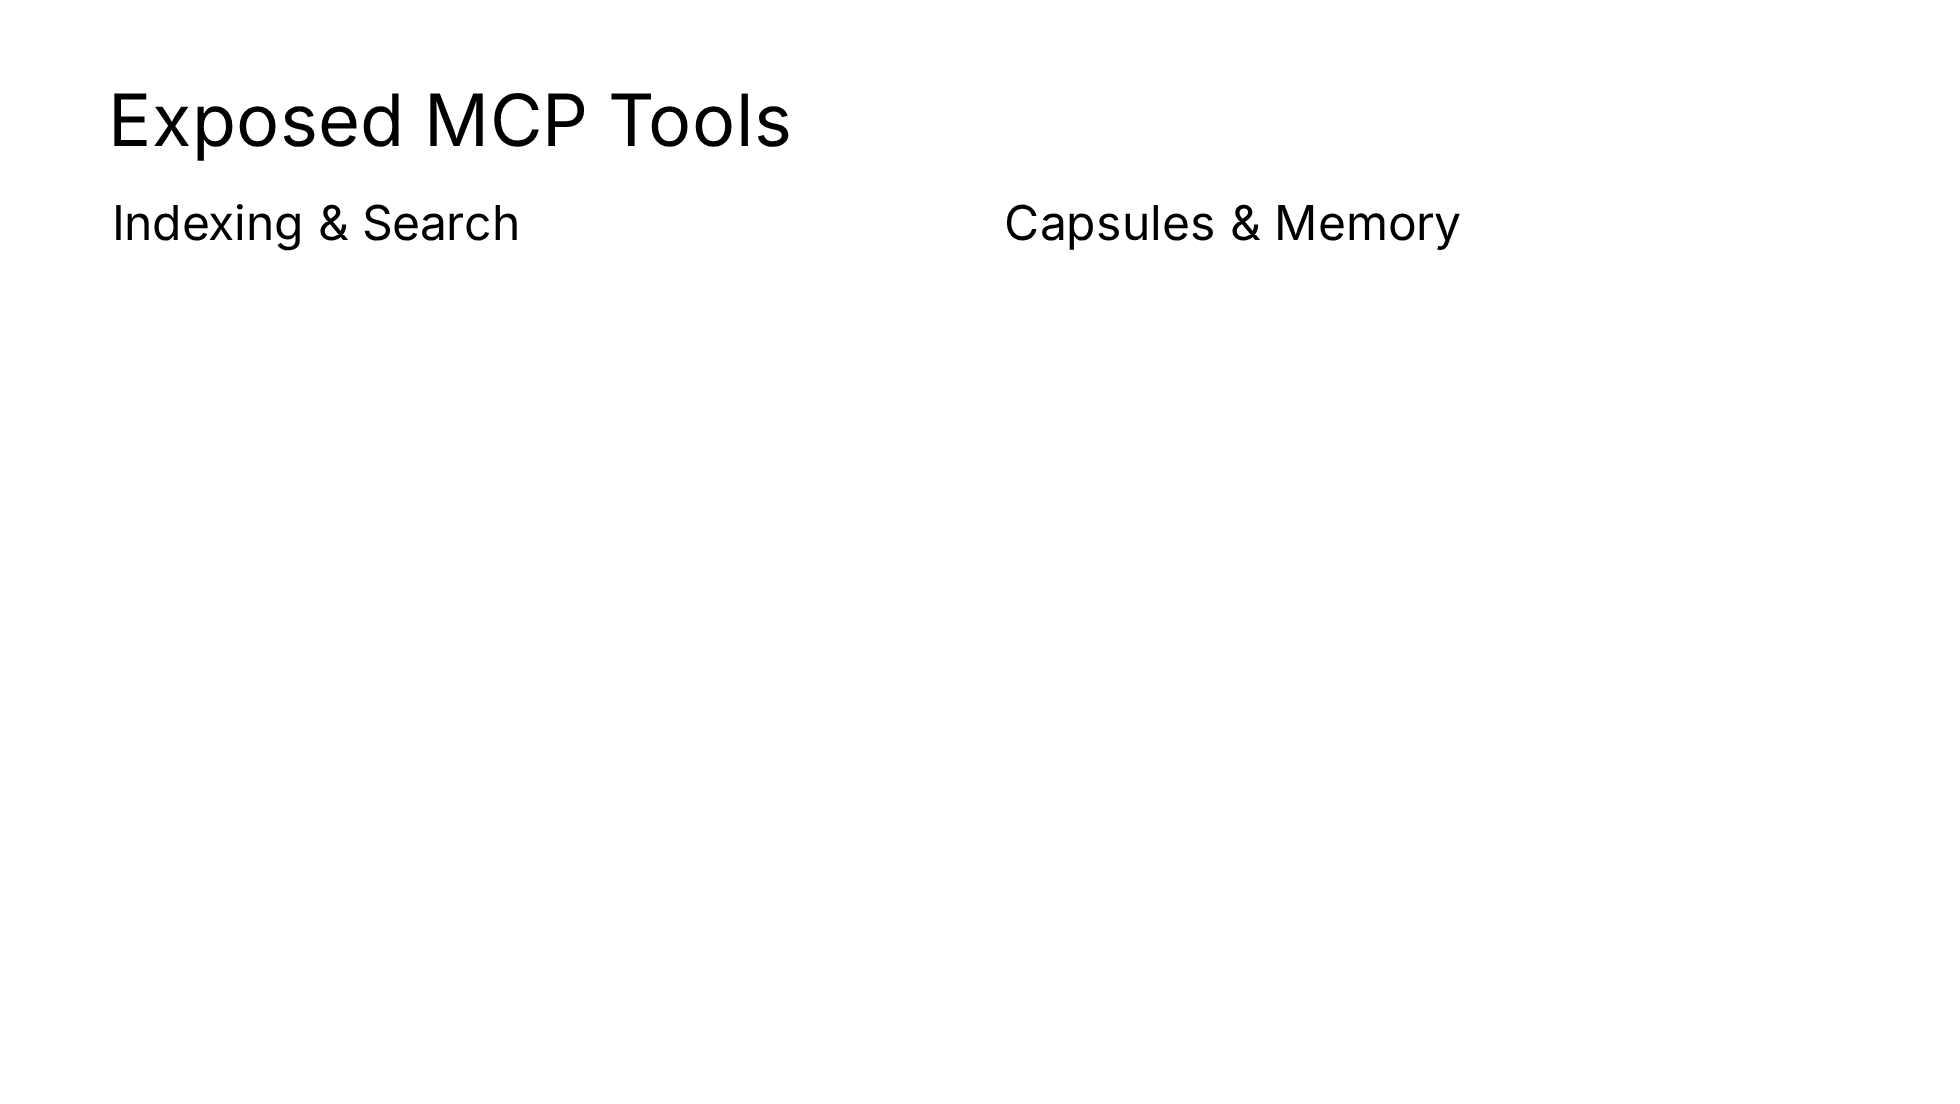 Exposed MCP Tools
Indexing & Search
Capsules & Memory